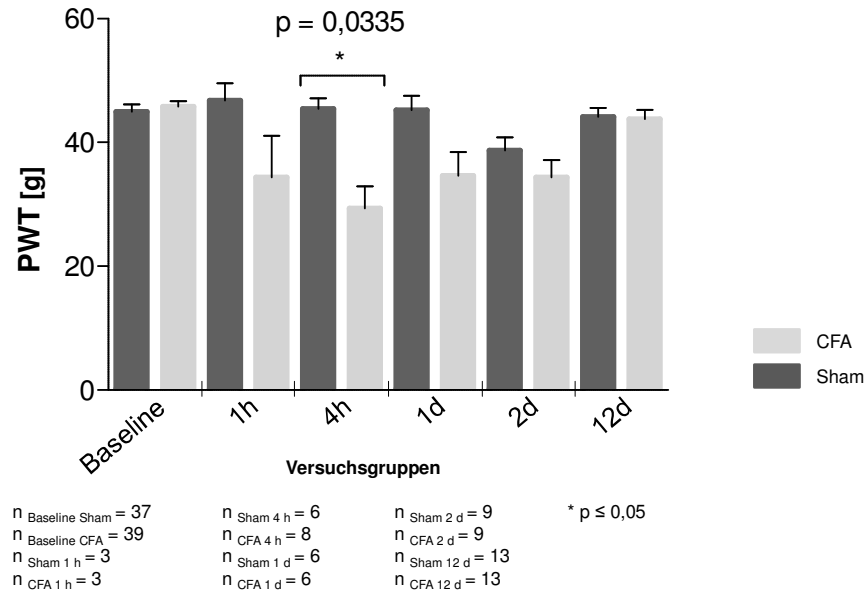 p = 0,0335
*
60
40
20
0
PWT [g]
Baseline
1h
4h
1d
2d
12d
Versuchsgruppen
CFA
Sham
n Baseline Sham = 37
n Baseline CFA = 39
n Sham 1 h = 3
n CFA 1 h = 3
n Sham 4 h = 6
n CFA 4 h = 8
n Sham 1 d = 6
n CFA 1 d = 6
n Sham 2 d = 9
n CFA 2 d = 9
n Sham 12 d = 13
n CFA 12 d = 13
* p ≤ 0,05